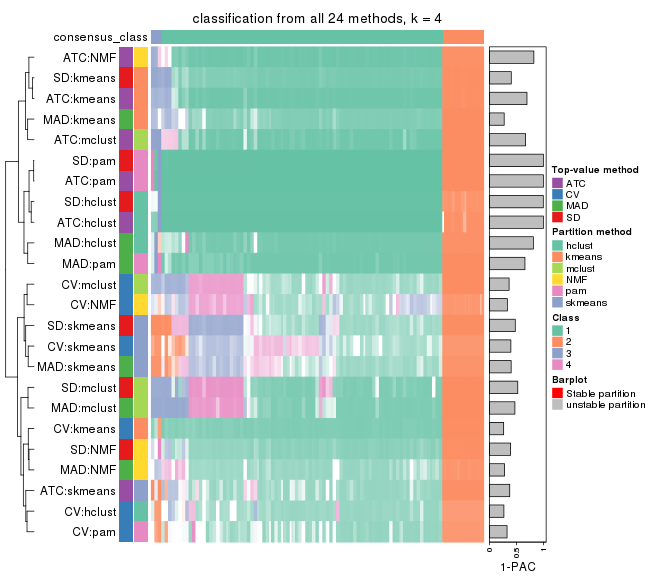 classification from all 24 methods, k = 4
consensus_class
ATC:NMF
SD:kmeans
ATC:kmeans
MAD:kmeans
ATC:mclust
SD:pam
ATC:pam
SD:hclust
ATC:hclust
MAD:hclust
MAD:pam
CV:mclust
CV:NMF
SD:skmeans
CV:skmeans
MAD:skmeans
SD:mclust
MAD:mclust
CV:kmeans
SD:NMF
MAD:NMF
ATC:skmeans
CV:hclust
CV:pam
0
0.5
1
1-PAC
Top-value method
ATC
CV
MAD
SD
Partition method
hclust
kmeans
mclust
NMF
pam
skmeans
Class
1
2
3
4
Barplot
Stable partition
unstable partition